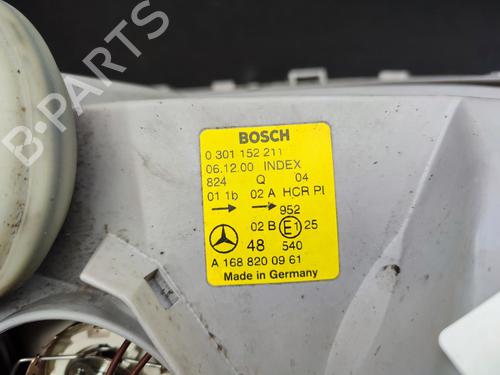 B-PARTS
BOSCH
0 301 152 211
06.12.00 INDEX
824 Q 04
01 1b 02 A HCR PI
952
02 B E1 25
48 540
A 168 820 09 61
Made in Germany